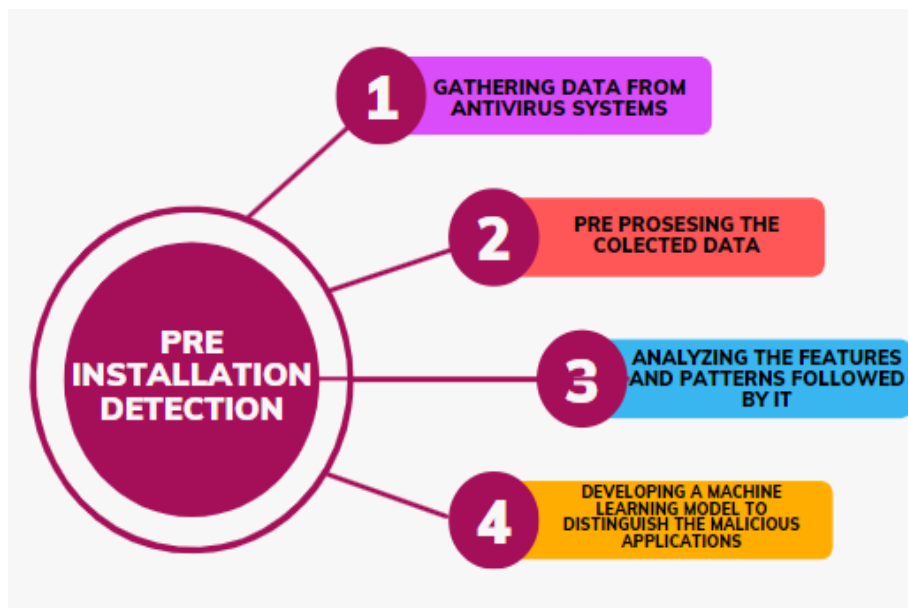 1
GATHERING DATA FROM
ANTIVIRUS SYSTEMS
2
PRE PROSESING THE
COLECTED DATA
PRE
INSTALLATION
DETECTION
3
ANALYZING THE FEATURES
AND PATTERNS FOLLOWED
BY IT
4
DEVELOPING A MACHINE
LEARNING MODEL TO
DISTINGUISH THE MALICIOUS
APPLICATIONS